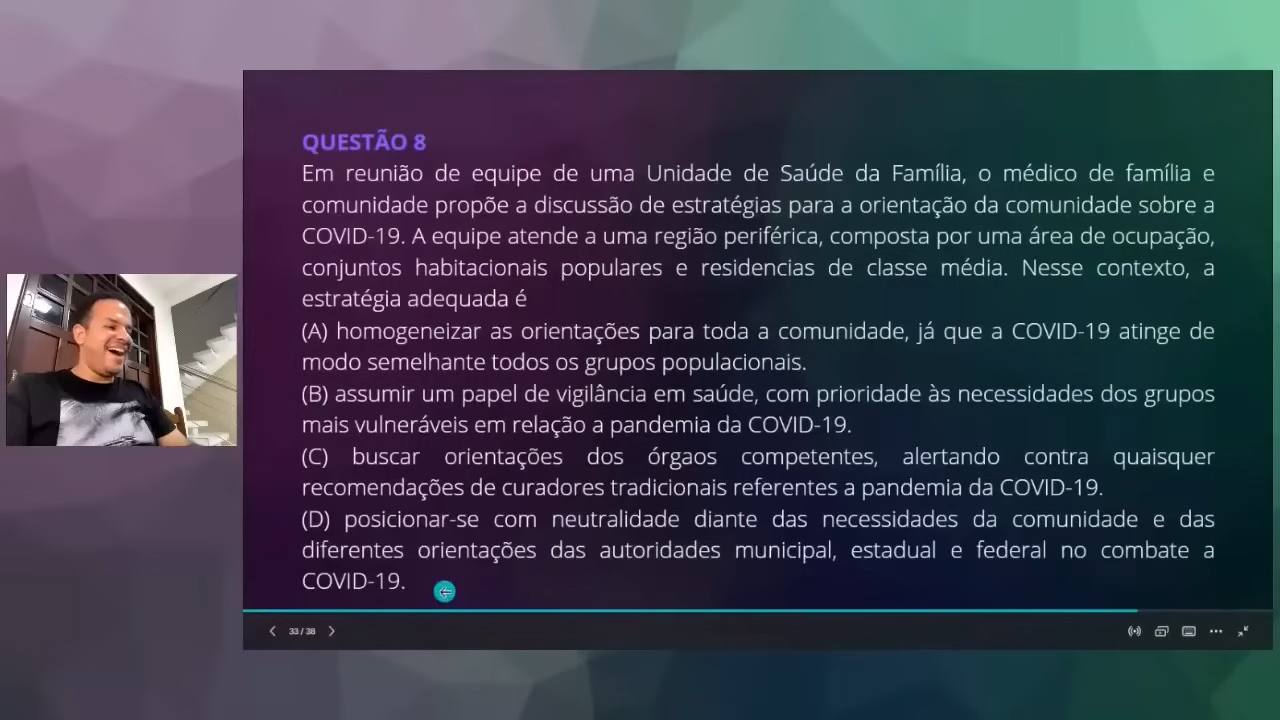 QUESTÃO 8
Em reunião de equipe de uma Unidade de Saúde da Família, o médico de família e
comunidade propõe a discussão de estratégias para a orientação da comunidade sobre a
COVID-19. A equipe atende a uma região periférica, composta por uma área de ocupação,
conjuntos habitacionais populares e residencias de classe média. Nesse contexto, a
estratégia adequada é
(A) homogeneizar as orientações para toda a comunidade, já que a COVID-19 atinge de
modo semelhante todos os grupos populacionais.
(B) assumir um papel de vigilância em saúde, com prioridade às necessidades dos grupos
mais vulneráveis em relação a pandemia da COVID-19.
(C) buscar orientações dos órgaos competentes, alertando contra quaisquer
recomendações de curadores tradicionais referentes a pandemia da COVID-19.
(D) posicionar-se com neutralidade diante das necessidades da comunidade e das
diferentes orientações das autoridades municipal, estadual e federal no combate a
COVID-19.
33 / 38